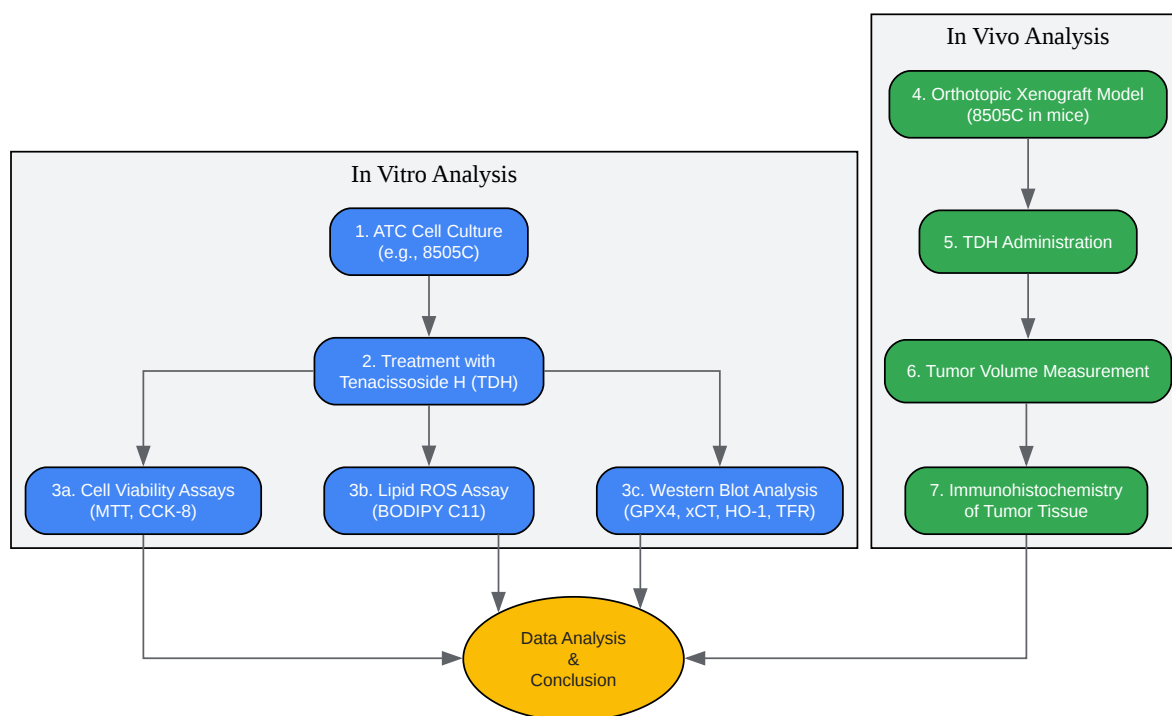 In Vitro Analysis
1. ATC Cell Culture
(e.g., 8505C)
2. Treatment with
Tenacissoside H (TDH)
3a. Cell Viability Assays
(MTT, CCK-8)
3b. Lipid ROS Assay
(BODIPY C11)
3c. Western Blot Analysis
(GPX4, xCT, HO-1, TFR)
In Vivo Analysis
4. Orthotopic Xenograft Model
(8505C in mice)
5. TDH Administration
6. Tumor Volume Measurement
7. Immunohistochemistry
of Tumor Tissue
Data Analysis
&
Conclusion